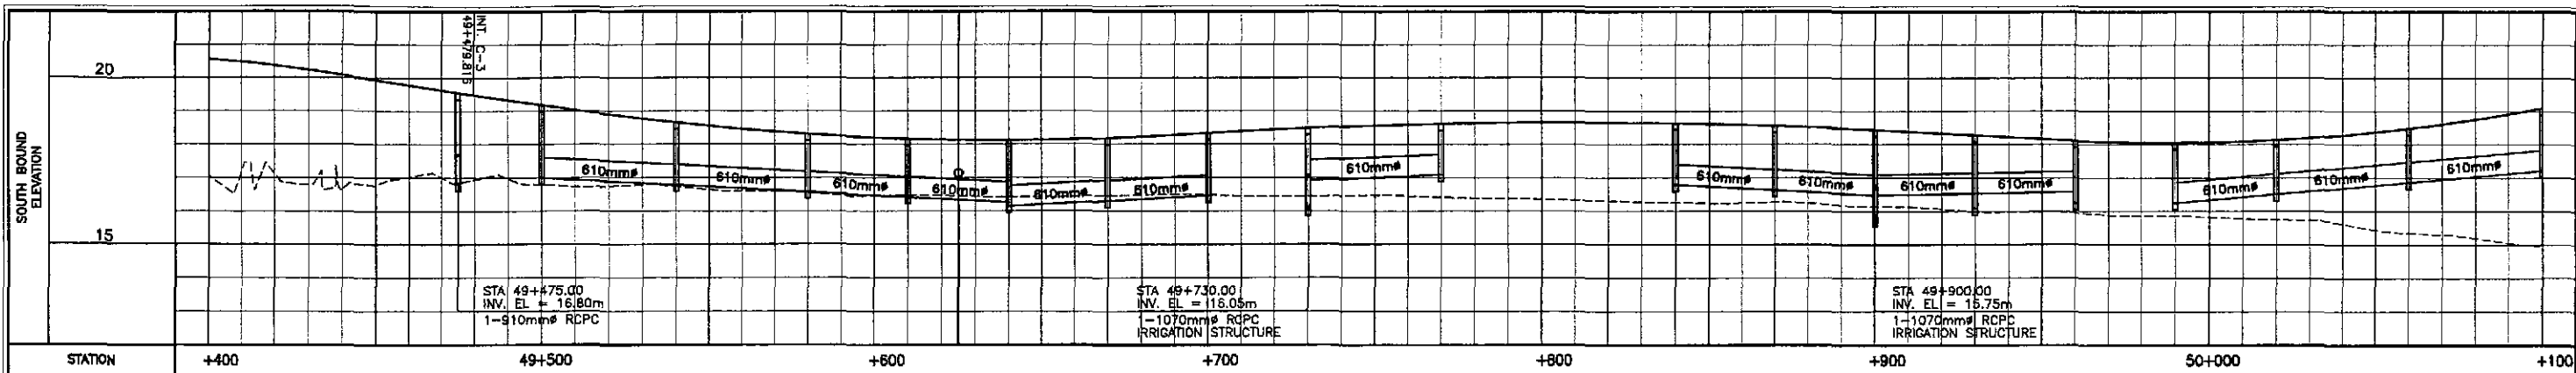 INT. C-3
49+479.816
20
SOUTH BOUND
ELEVATION
610mmø
610mmø
610mmø
610mmø
610mmø
610mmø
610mmø
610mmø
610mmø
610mmø
610mmø
610mmø
610mmø
610mmø
15
STA 49+475.00
INV. EL = 16.80m
1-910mmø RCPC
STA 49+730.00
INV. EL = 16.05m
1-1070mmø RCPC
IRRIGATION STRUCTURE
STA 49+900.00
INV. EL = 15.75m
1-1070mmø RCPC
IRRIGATION STRUCTURE
STATION
+400
49+500
+600
+700
+800
+900
50+000
+100